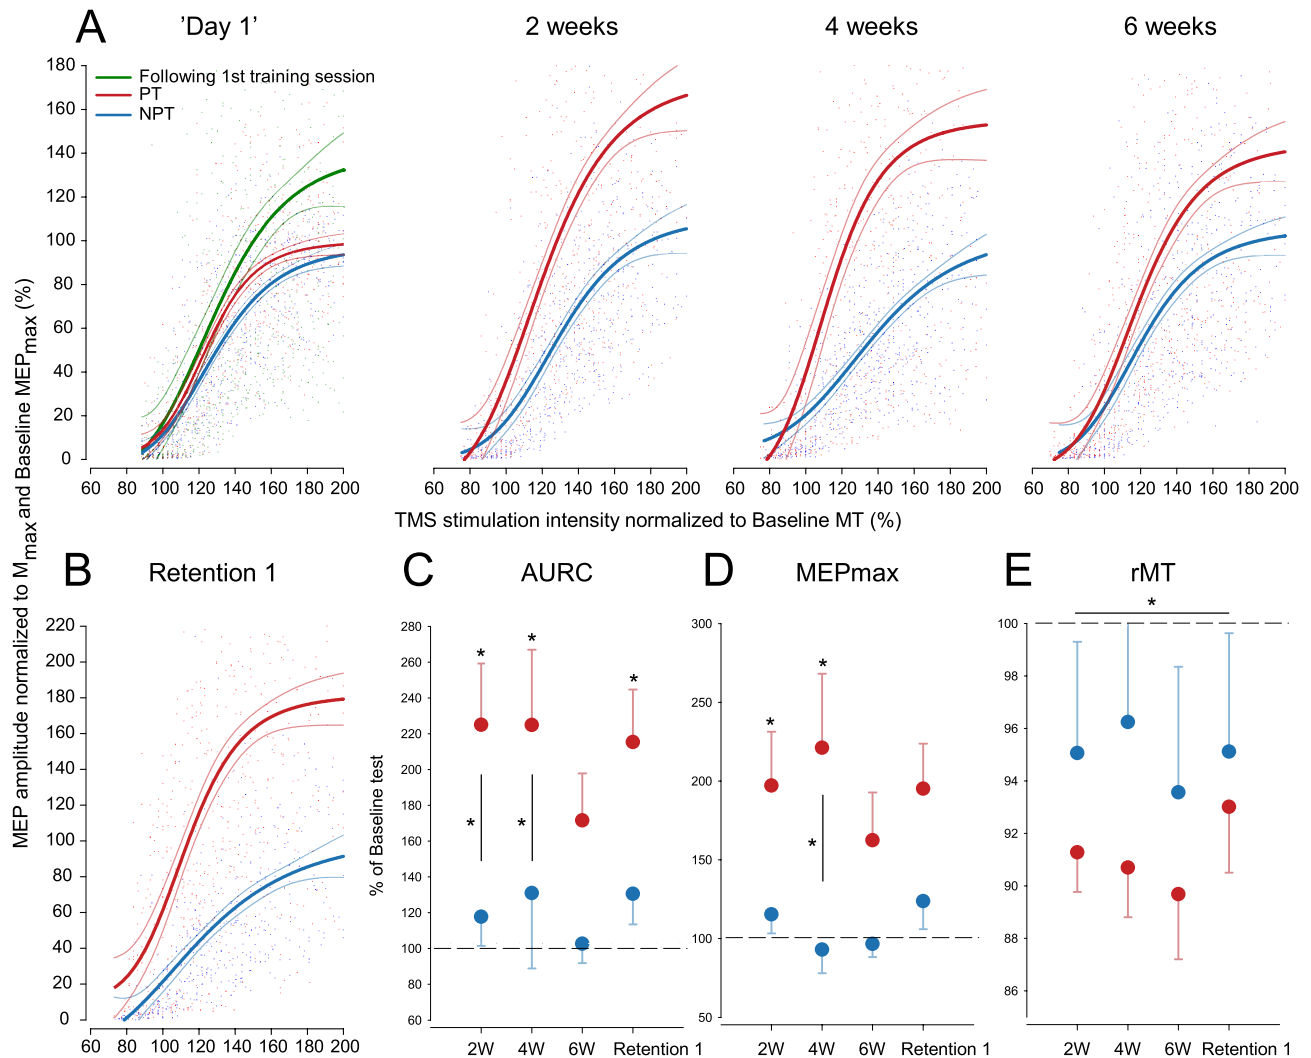 A
'Day 1'
2 weeks
4 weeks
6 weeks
MEP amplitude normalized to Mmax and Baseline MEPmax (%)
180
160
140
120
100
80
60
40
20
0
Following 1st training session
PT
NPT
60 80 100 120 140 160 180 200
60 80 100 120 140 160 180 200
60 80 100 120 140 160 180 200
60 80 100 120 140 160 180 200
TMS stimulation intensity normalized to Baseline MT (%)
B
Retention 1
220
200
180
160
140
120
100
80
60
40
20
0
60 80 100 120 140 160 180 200
C
AURC
% of Baseline test
280
260
240
220
200
180
160
140
120
100
80
60
*
*
*
*
*
2W 4W 6W Retention 1
D
MEPmax
300
250
200
150
100
50
*
*
*
2W 4W 6W Retention 1
E
rMT
*
100
98
96
94
92
90
88
86
2W 4W 6W Retention 1